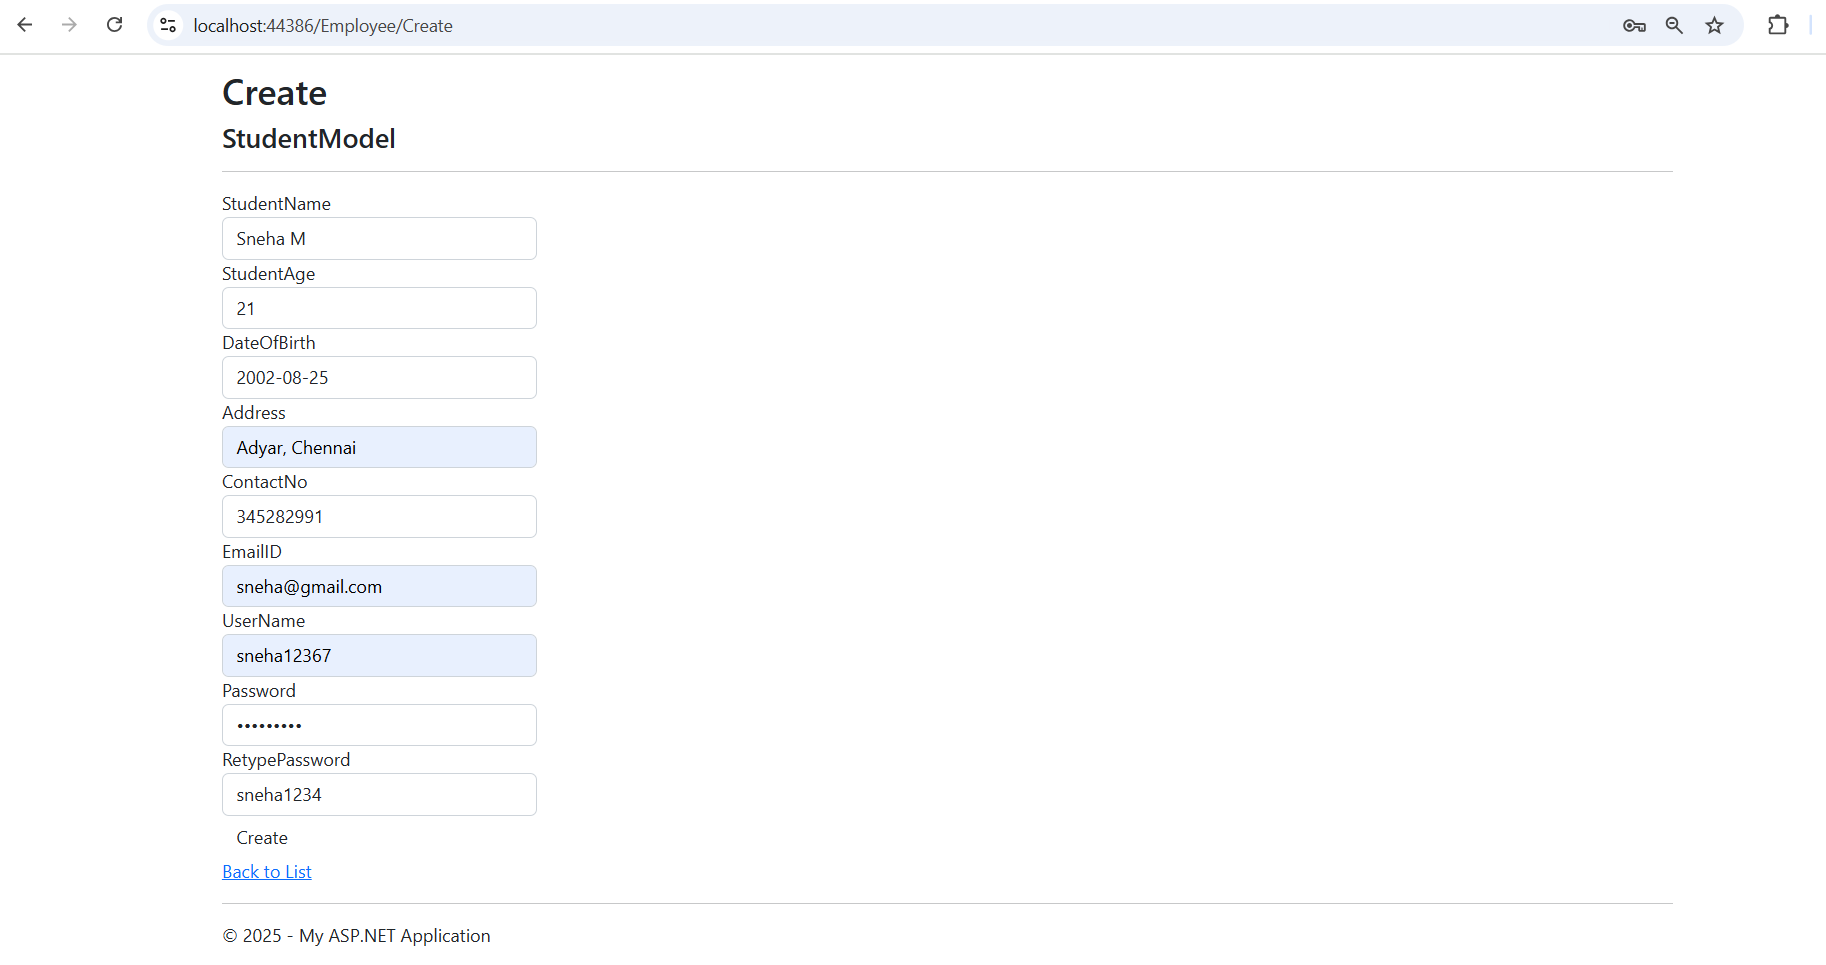 localhost:44386/Employee/Create
Create
StudentModel
StudentName
Sneha M
StudentAge
21
DateOfBirth
2002-08-25
Address
Adyar, Chennai
ContactNo
345282991
EmailID
sneha@gmail.com
UserName
sneha12367
Password
•••••••••
RetypePassword
sneha1234
Create
Back to List
© 2025 - My ASP.NET Application